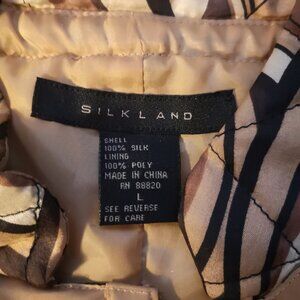 SILKLAND
SHELL
100% SILK
LINING
100% POLY
MADE IN CHINA
RN 88820
L
SEE REVERSE
FOR CARE